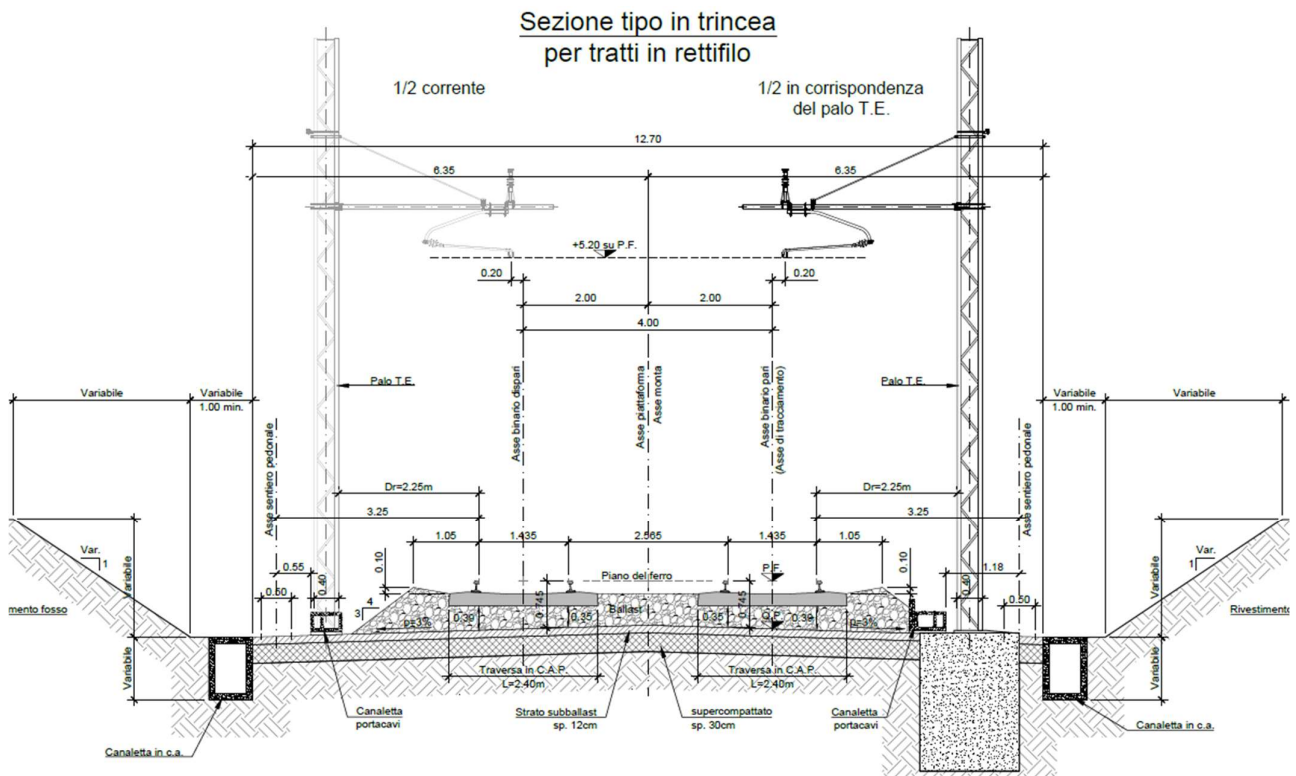 Sezione tipo in trincea
per tratti in rettifilo
1/2 corrente
1/2 in corrispondenza
del palo T.E.
12.70
6.35
6.35
+5.20 su P.F.
0.20
0.20
2.00
2.00
4.00
Variabile
Variabile
1.00 min.
Palo T.E.
Asse binario dispari
Asse piattaforma
Asse monta
Asse binario pari
(Asse di tracciamento)
Palo T.E.
Variabile
1.00 min.
Variabile
Asse sentiero pedonale
Asse sentiero pedonale
Dr=2.25m
Dr=2.25m
3.25
3.25
1.05
1.435
2.565
1.435
1.05
Var.
1
Variabile
0.55
0.50
0.40
0.10
3
4
Piano del ferro
P.F.
0.745
0.745
0.10
1.18
0.40
0.50
Var.
1
Variabile
mento fosso
Rivestimento
Ballast
p=3%
0.39
0.35
0.35
0.39
p=3%
Variabile
Variabile
Traversa in C.A.P.
L=2.40m
Traversa in C.A.P.
L=2.40m
Canaletta
portacavi
Strato subballast
sp. 12cm
supercompattato
sp. 30cm
Canaletta
portacavi
Canaletta in c.a.
Canaletta in c.a.